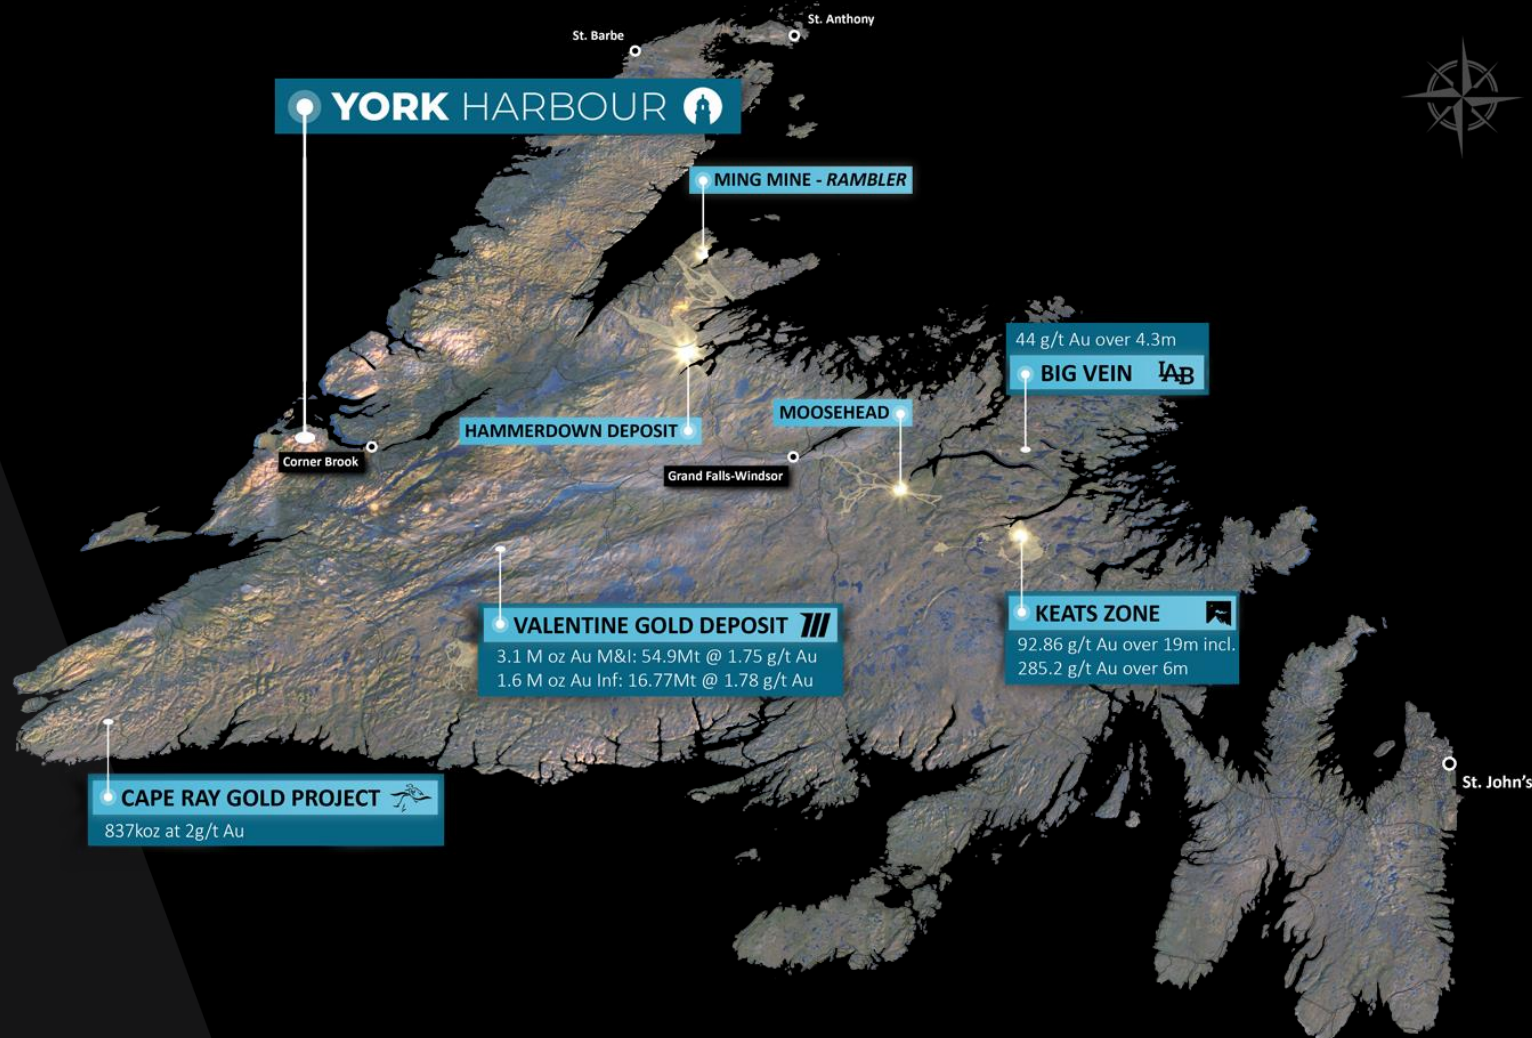 St. Anthony
St. Barbe
YORK HARBOUR
MING MINE - RAMBLER
44 g/t Au over 4.3m
BIG VEIN LAB
MOOSEHEAD
HAMMERDOWN DEPOSIT
Corner Brook
Grand Falls-Windsor
VALENTINE GOLD DEPOSIT
3.1 M oz Au M&I: 54.9Mt @ 1.75 g/t Au
1.6 M oz Au Inf: 16.77Mt @ 1.78 g/t Au
KEATS ZONE
92.86 g/t Au over 19m incl.
285.2 g/t Au over 6m
St. John's
CAPE RAY GOLD PROJECT
837koz at 2g/t Au